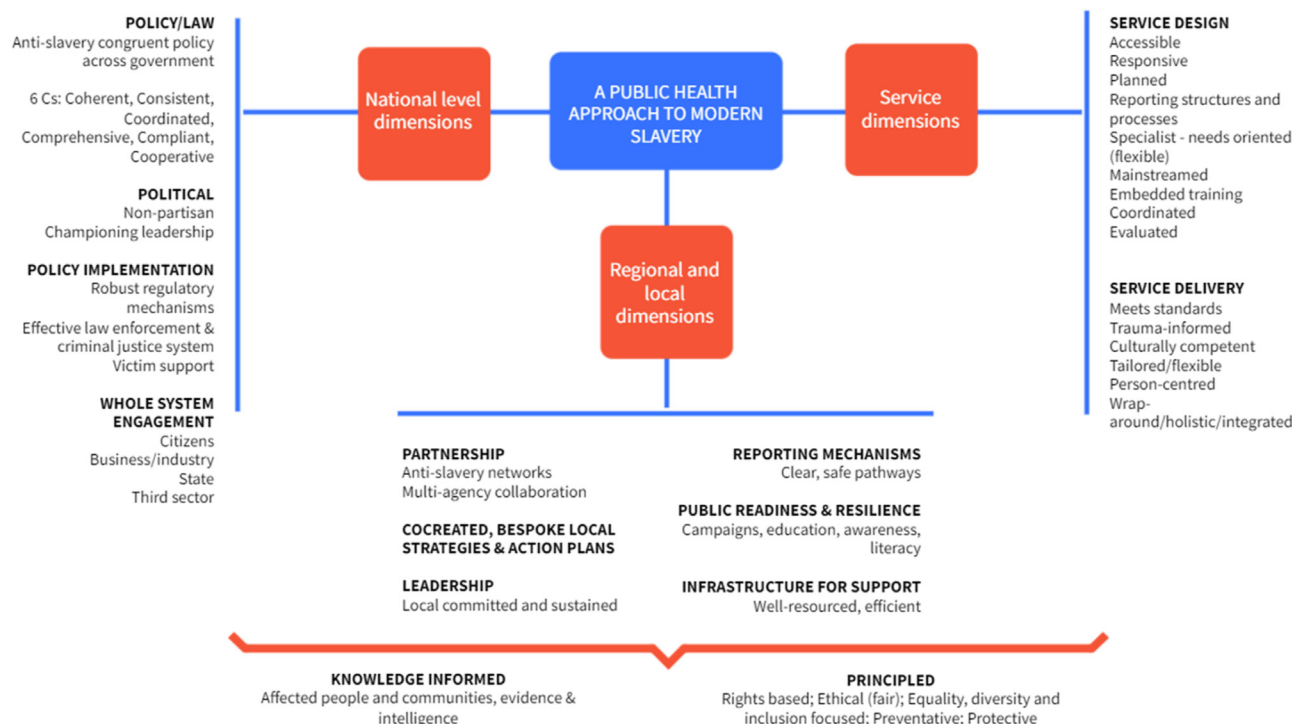 POLICY/LAW
Anti-slavery congruent policy
across government
6 Cs: Coherent, Consistent,
Coordinated,
Comprehensive, Compliant,
Cooperative
POLITICAL
Non-partisan
Championing leadership
POLICY IMPLEMENTATION
Robust regulatory
mechanisms
Effective law enforcement &
criminal justice system
Victim support
WHOLE SYSTEM
ENGAGEMENT
Citizens
Business/industry
State
Third sector
National level
dimensions
A PUBLIC HEALTH
APPROACH TO MODERN
SLAVERY
Service
dimensions
Regional and
local
dimensions
SERVICE DESIGN
Accessible
Responsive
Planned
Reporting structures and
processes
Specialist - needs oriented
(flexible)
Mainstreamed
Embedded training
Coordinated
Evaluated
SERVICE DELIVERY
Meets standards
Trauma-informed
Culturally competent
Tailored/flexible
Person-centred
Wrap-
around/holistic/integrated
PARTNERSHIP
Anti-slavery networks
Multi-agency collaboration
COCREATED, BESPOKE LOCAL
STRATEGIES & ACTION PLANS
LEADERSHIP
Local committed and sustained
REPORTING MECHANISMS
Clear, safe pathways
PUBLIC READINESS & RESILIENCE
Campaigns, education, awareness,
literacy
INFRASTRUCTURE FOR SUPPORT
Well-resourced, efficient
KNOWLEDGE INFORMED
Affected people and communities, evidence &
intelligence
PRINCIPLED
Rights based; Ethical (fair); Equality, diversity and
inclusion focused; Preventative; Protective